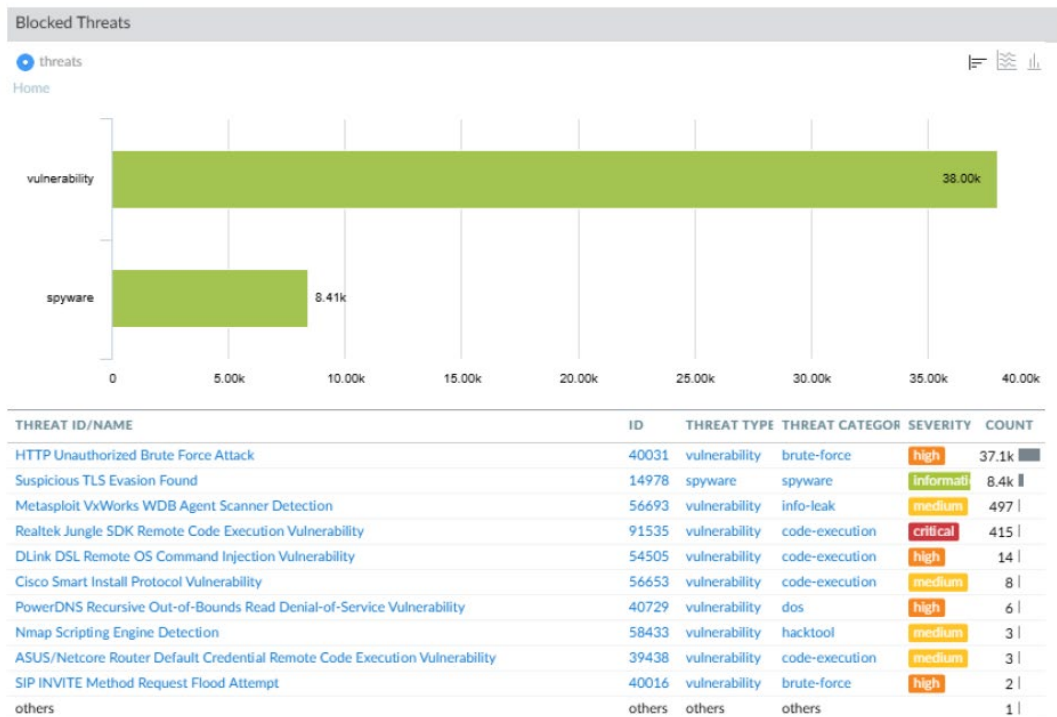 Blocked Threats
threats
Home
vulnerability 38.00k
spyware 8.41k
0 5.00k 10.00k 15.00k 20.00k 25.00k 30.00k 35.00k 40.00k
THREAT ID/NAME ID THREAT TYPE THREAT CATEGOR SEVERITY COUNT
HTTP Unauthorized Brute Force Attack 40031 vulnerability brute-force high 37.1k
Suspicious TLS Evasion Found 14978 spyware spyware informati 8.4k
Metasploit VxWorks WDB Agent Scanner Detection 56693 vulnerability info-leak medium 497
Realtek Jungle SDK Remote Code Execution Vulnerability 91535 vulnerability code-execution critical 415
DLink DSL Remote OS Command Injection Vulnerability 54505 vulnerability code-execution high 14
Cisco Smart Install Protocol Vulnerability 56653 vulnerability code-execution medium 8
PowerDNS Recursive Out-of-Bounds Read Denial-of-Service Vulnerability 40729 vulnerability dos high 6
Nmap Scripting Engine Detection 58433 vulnerability hacktool medium 3
ASUS/Netcore Router Default Credential Remote Code Execution Vulnerability 39438 vulnerability code-execution medium 3
SIP INVITE Method Request Flood Attempt 40016 vulnerability brute-force high 2
others others others others 1